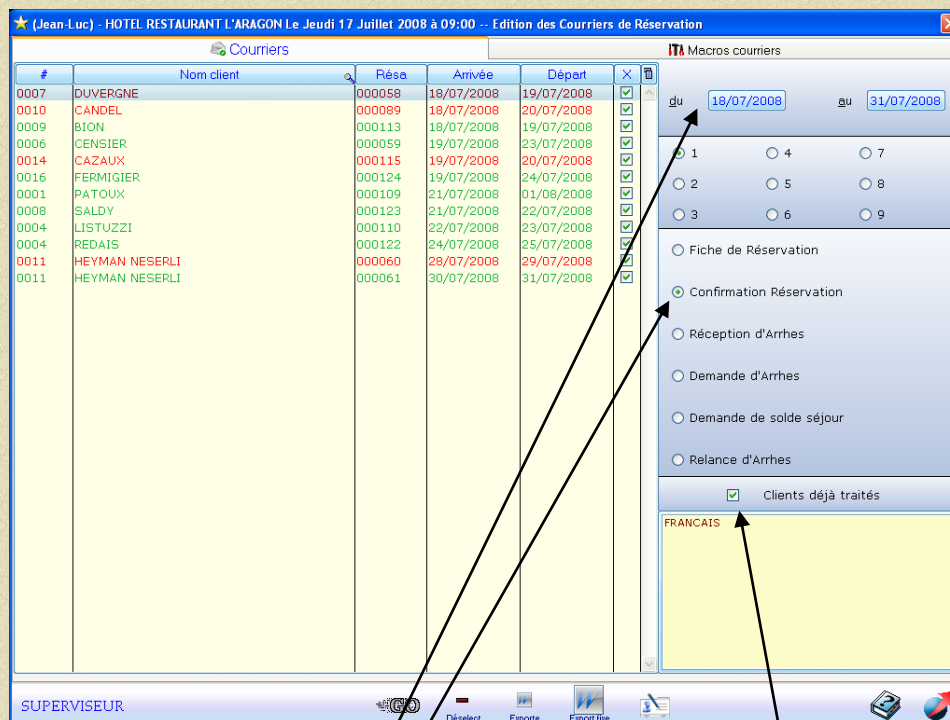 (Jean-Luc) - HOTEL RESTAURANT L'ARAGON Le Jeudi 17 Juillet 2008 à 09:00 -- Edition des Courriers de Réservation
Courriers Macros courriers
# Nom client Résa Arrivée Départ X
0007 DUVERGNE 000058 18/07/2008 19/07/2008
0010 CANDEL 000089 18/07/2008 20/07/2008
0009 BION 000113 18/07/2008 19/07/2008
0006 CENSIER 000059 19/07/2008 23/07/2008
0014 CAZAUX 000115 19/07/2008 20/07/2008
0016 FERMIGIER 000124 19/07/2008 24/07/2008
0001 PATOUX 000109 21/07/2008 01/08/2008
0008 SALDY 000123 21/07/2008 22/07/2008
0004 LISTUZZI 000110 22/07/2008 23/07/2008
0004 REDAIS 000122 24/07/2008 25/07/2008
0011 HEYMAN NESERLI 000060 28/07/2008 29/07/2008
0011 HEYMAN NESERLI 000061 30/07/2008 31/07/2008
du 18/07/2008 au 31/07/2008
1 4 7
2 5 8
3 6 9
Fiche de Réservation
Confirmation Réservation
Réception d'Arrhes
Demande d'Arrhes
Demande de solde séjour
Relance d'Arrhes
Clients déjà traités
FRANCAIS
SUPERVISEUR GO
Déselect Exporte Export fire